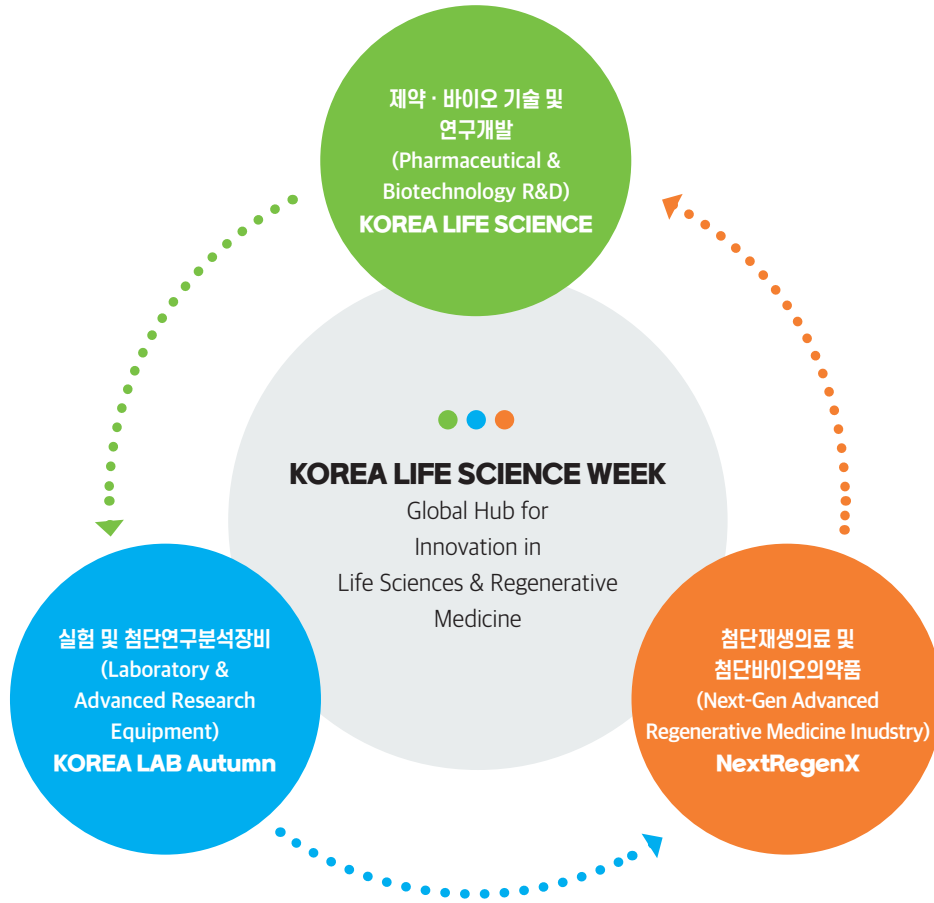 제약 · 바이오 기술 및
연구개발
(Pharmaceutical &
Biotechnology R&D)
KOREA LIFE SCIENCE
KOREA LIFE SCIENCE WEEK
Global Hub for
Innovation in
Life Sciences & Regenerative
Medicine
실험 및 첨단연구분석장비
(Laboratory &
Advanced Research
Equipment)
KOREA LAB Autumn
첨단재생의료 및
첨단바이오의약품
(Next-Gen Advanced
Regenerative Medicine Inudstry)
NextRegenX